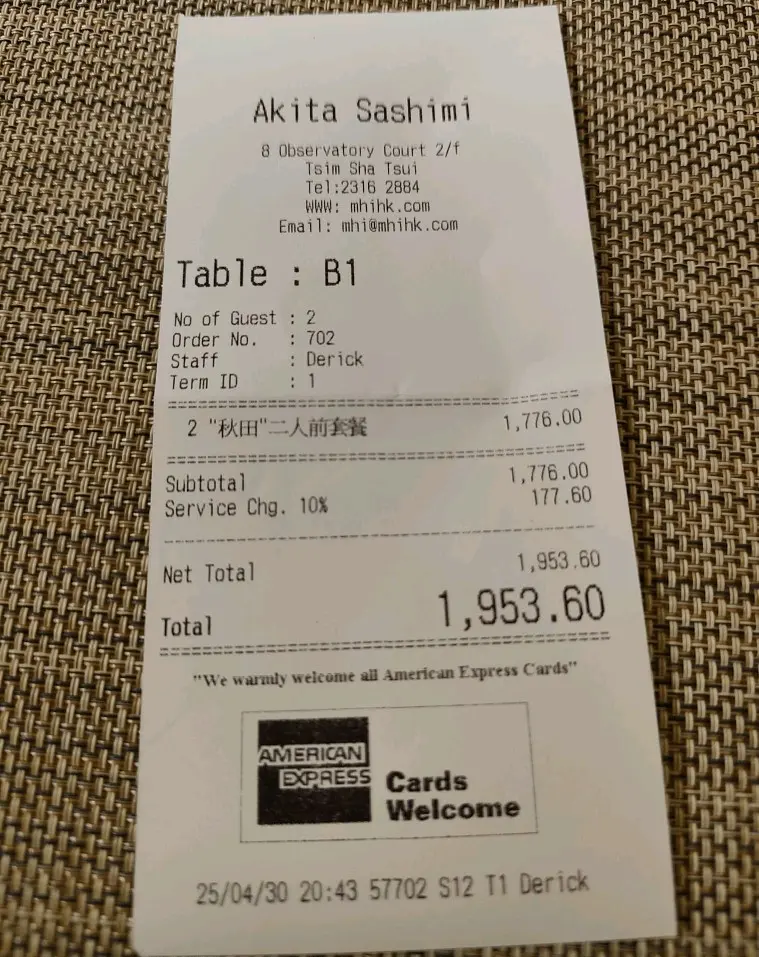 Akita Sashimi
8 Observatory Court 2/f
Tsim Sha Tsui
Tel:2316 2884
WWW: mhihk.com
Email: mhi@mhihk.com
Table : B1
No of Guest : 2
Order No. : 702
Staff : Derick
Term ID : 1
2 "秋田"二人前套餐 1,776.00
Subtotal 1,776.00
Service Chg. 10% 177.60
Net Total 1,953.60
Total 1,953.60
"We warmly welcome all American Express Cards"
AMERICAN
EXPRESS
Cards
Welcome
25/04/30 20:43 57702 S12 T1 Derick